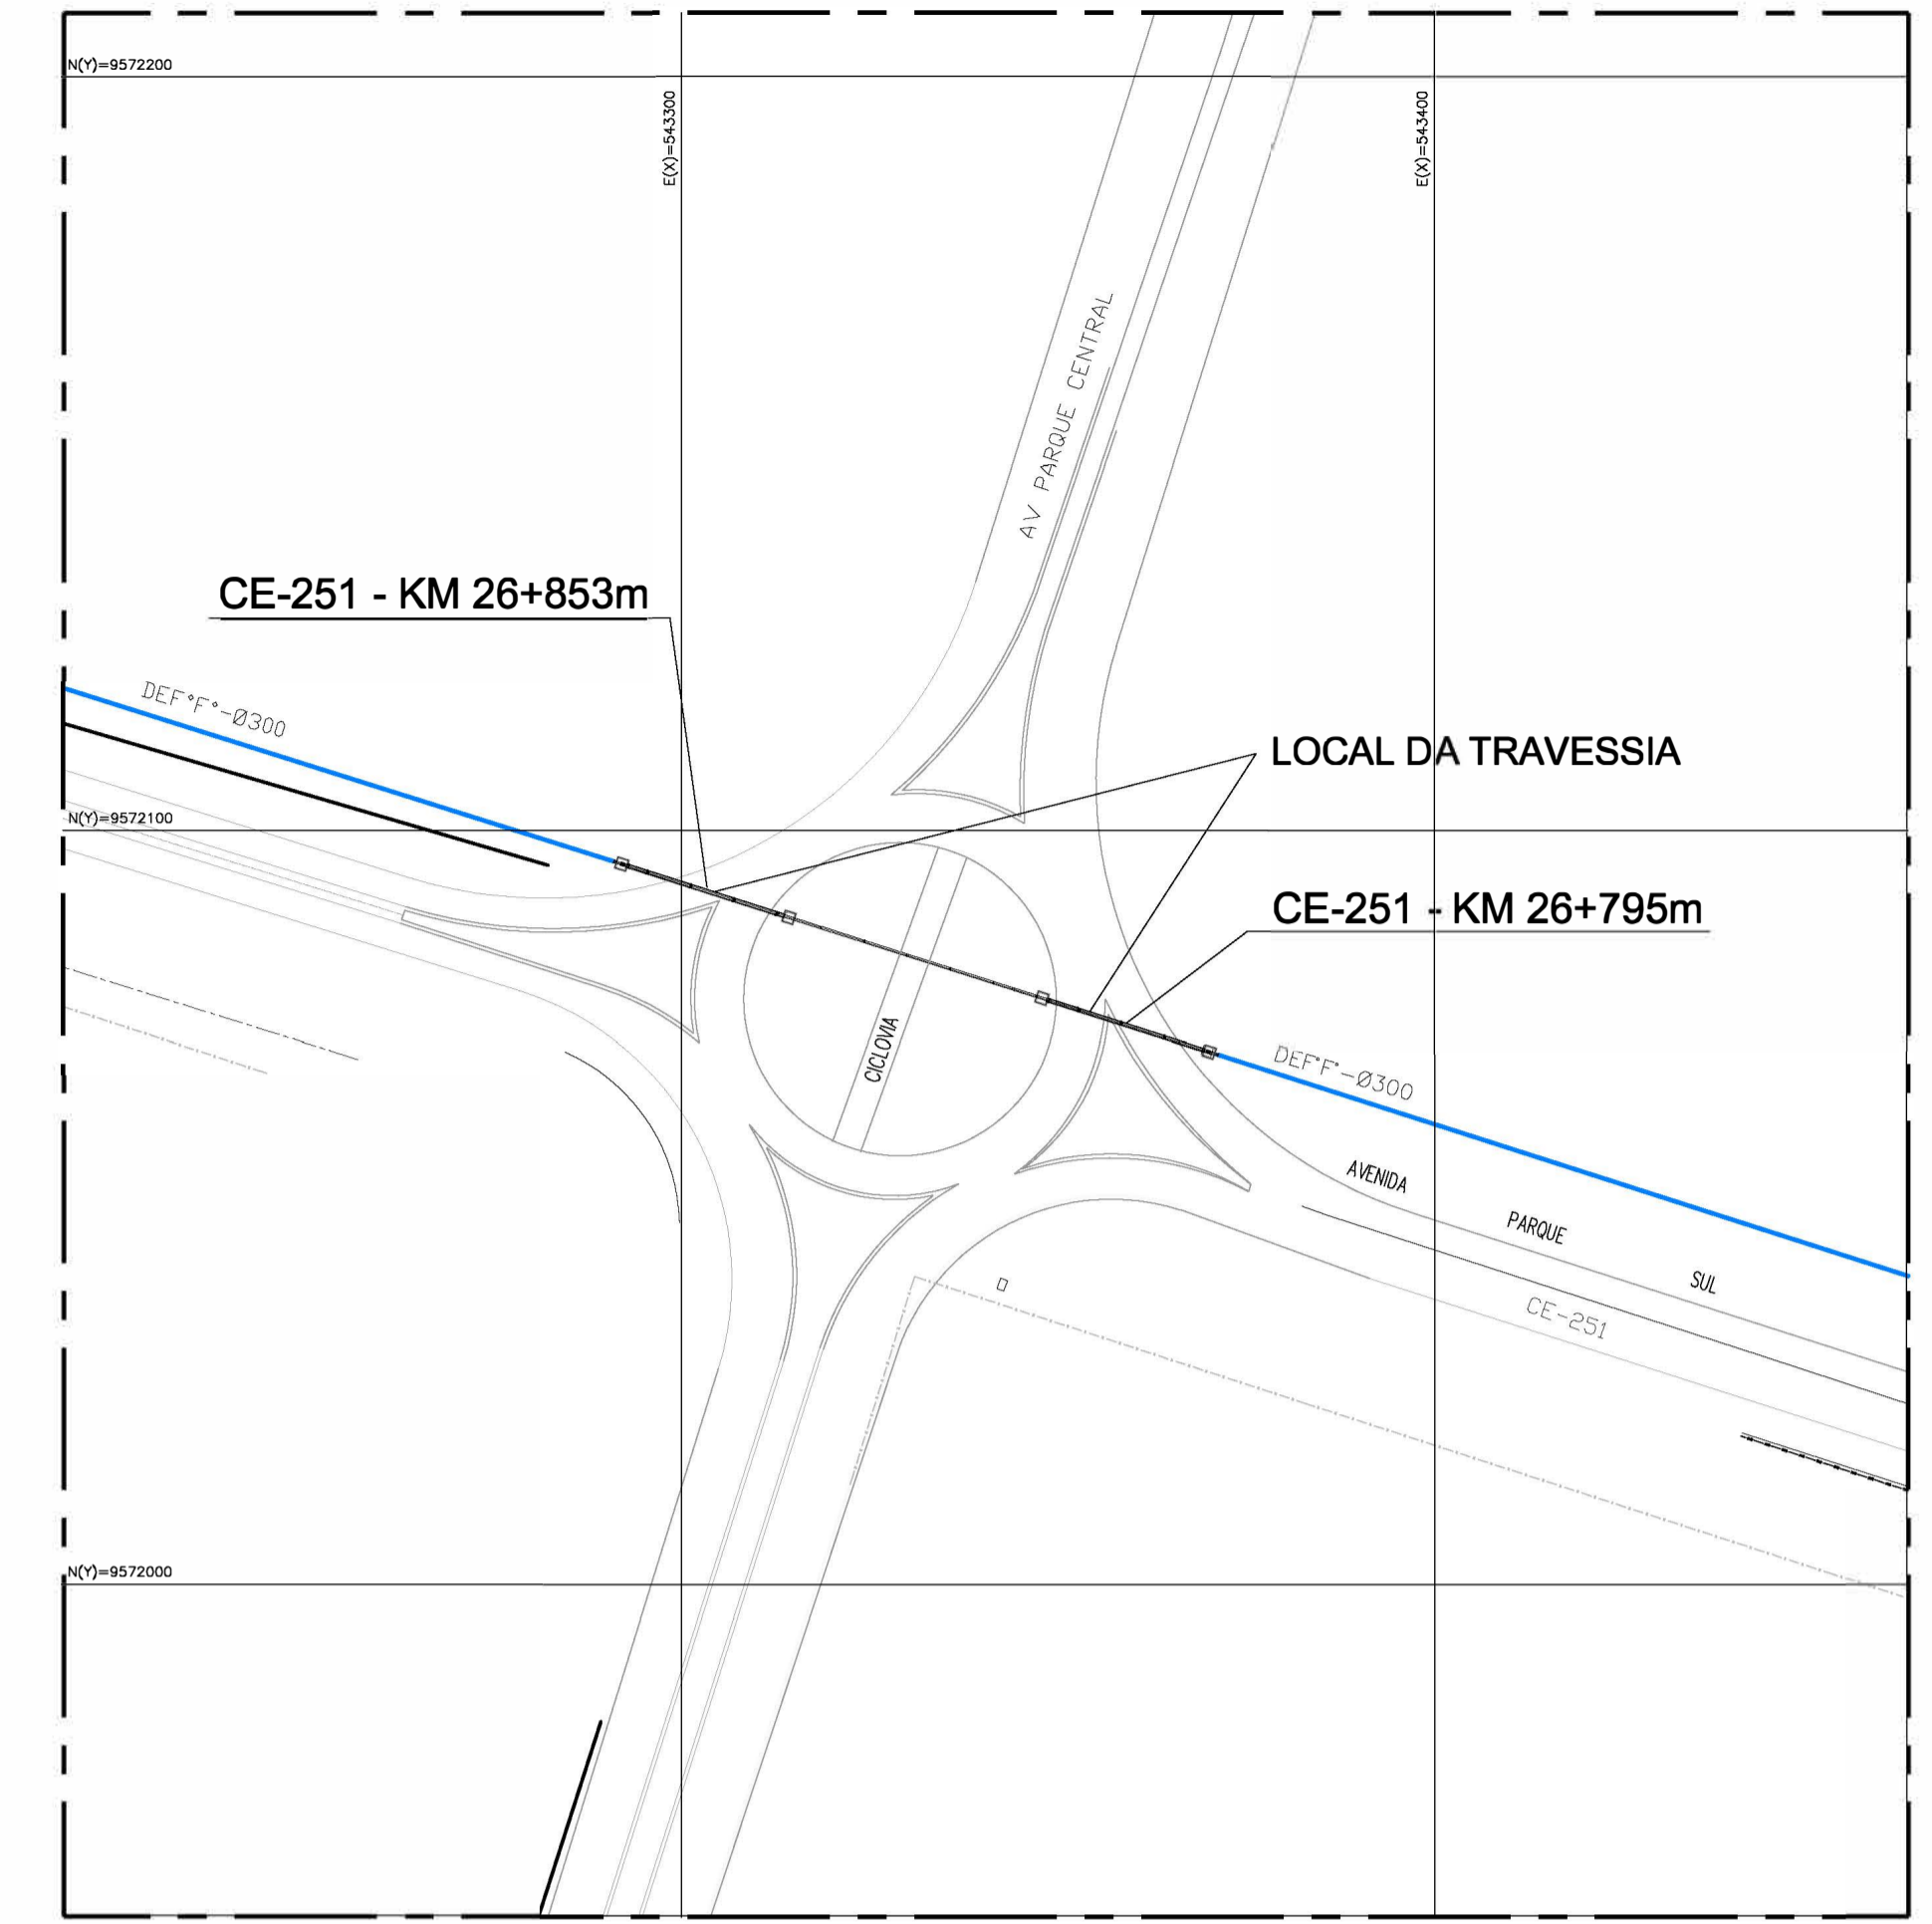 N(Y)=9572200
E(X)=543300
E(X)=543400
AV PARQUE CENTRAL
CE-251 - KM 26+853m
DEF°F°-Ø300
LOCAL DA TRAVESSIA
N(Y)=9572100
CE-251 - KM 26+795m
CICLOVIA
DEF°F°-Ø300
AVENIDA PARQUE SUL
CE-251
N(Y)=9572000